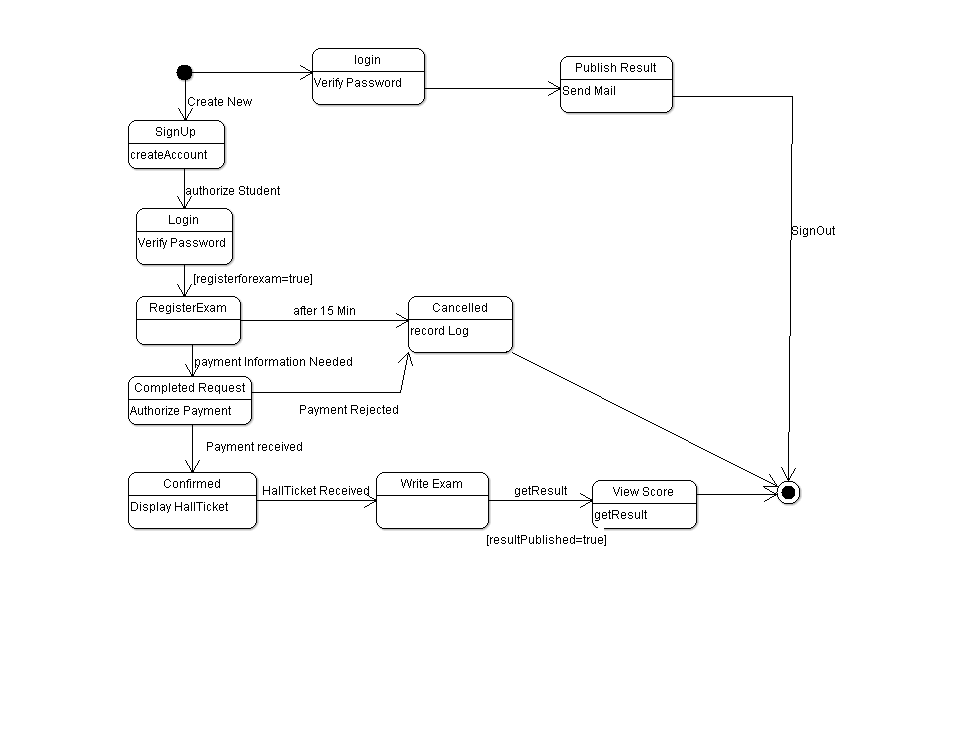 login
Verify Password
Publish Result
Send Mail
Create New
SignUp
createAccount
authorize Student
Login
Verify Password
SignOut
[registerforexam=true]
RegisterExam
after 15 Min
Cancelled
record Log
payment Information Needed
Completed Request
Authorize Payment
Payment Rejected
Payment received
Confirmed
Display HallTicket
HallTicket Received
Write Exam
getResult
View Score
getResult
[resultPublished=true]